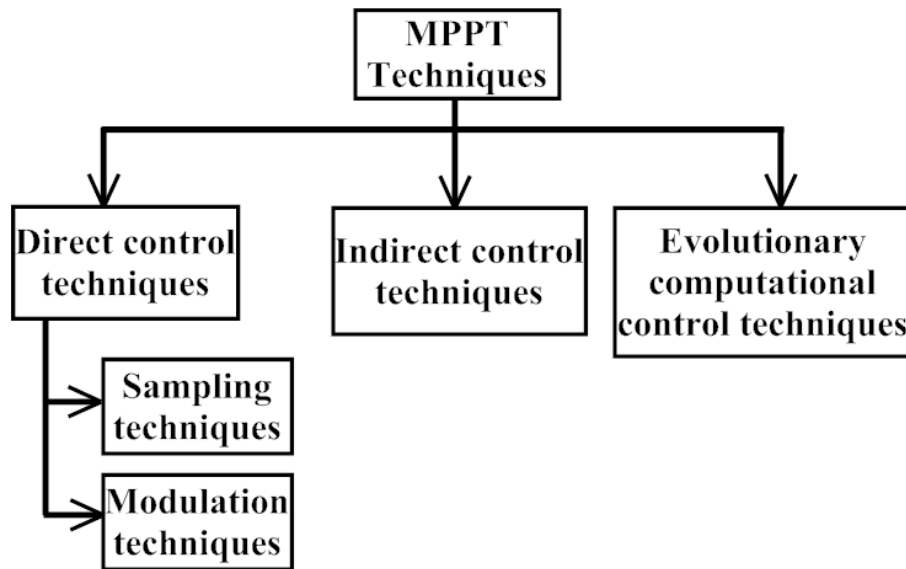 MPPT
Techniques
Direct control
techniques
Indirect control
techniques
Evolutionary
computational
control techniques
Sampling
techniques
Modulation
techniques